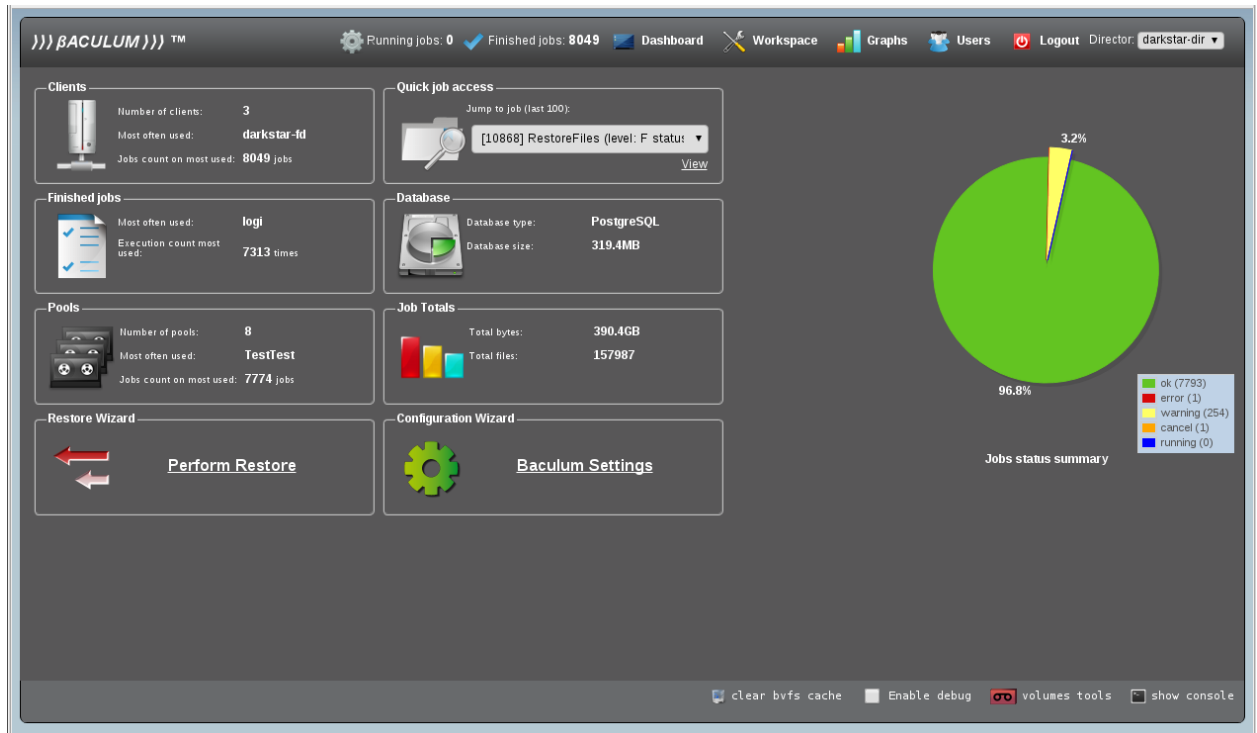 ))) βACULUM ))) ™
Running jobs: 0 Finished jobs: 8049 Dashboard Workspace Graphs Users Logout Director: darkstar-dir
Clients
Number of clients: 3
Most often used: darkstar-fd
Jobs count on most used: 8049 jobs
Quick job access
Jump to job (last 100):
[10868] RestoreFiles (level: F status
View
Finished jobs
Most often used: logi
Execution count most
used: 7313 times
Database
Database type: PostgreSQL
Database size: 319.4MB
Pools
Number of pools: 8
Most often used: TestTest
Jobs count on most used: 7774 jobs
Job Totals
Total bytes: 390.4GB
Total files: 157987
Restore Wizard
Perform Restore
Configuration Wizard
Baculum Settings
3.2%
96.8%
ok (7793)
error (1)
warning (254)
cancel (1)
running (0)
Jobs status summary
clear bvfs cache Enable debug volumes tools show console